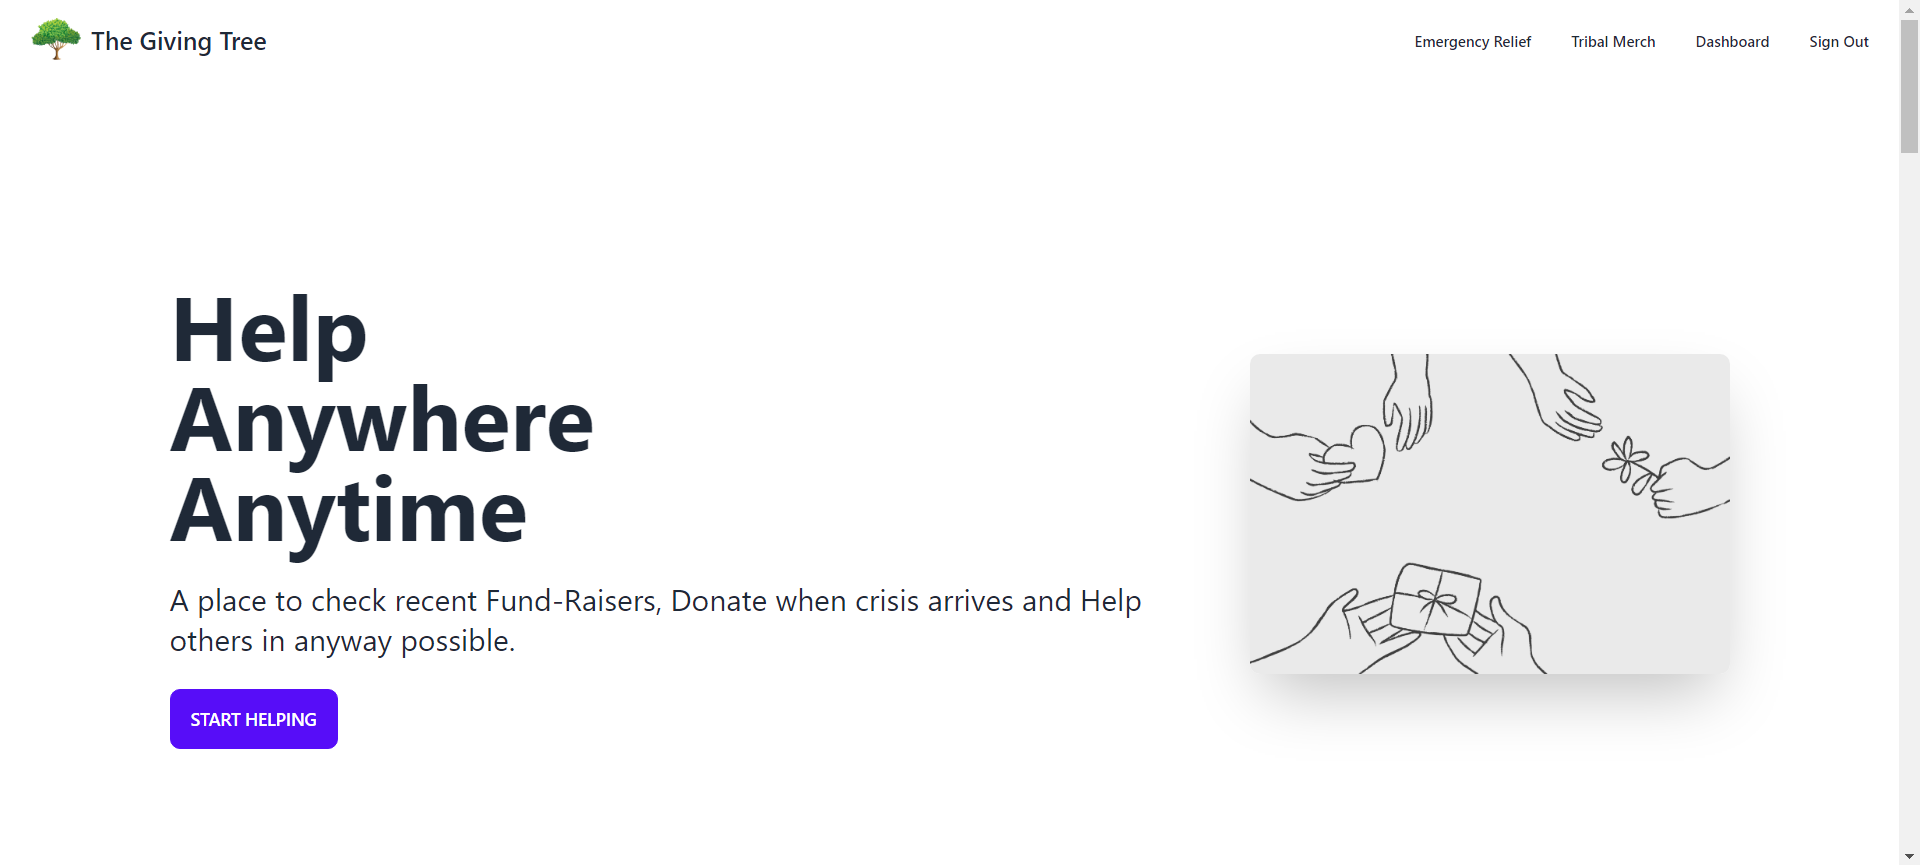 The Giving Tree
Emergency Relief
Tribal Merch
Dashboard
Sign Out
Help
Anywhere
Anytime
A place to check recent Fund-Raisers, Donate when crisis arrives and Help
others in anyway possible.
START HELPING